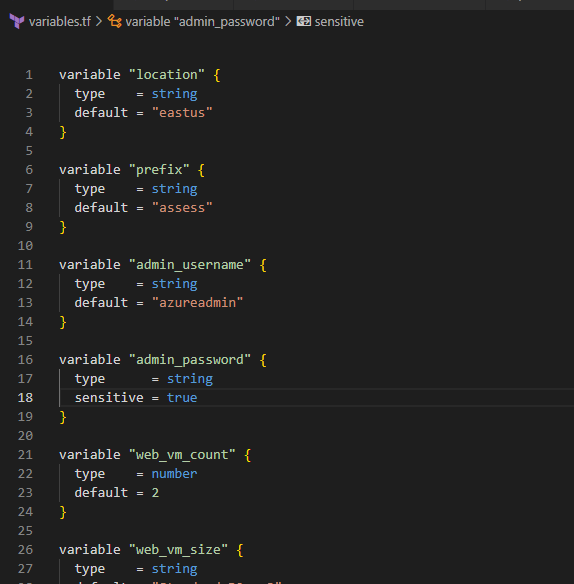 variables.tf > variable "admin_password" > sensitive
1 variable "location" {
2 type = string
3 default = "eastus"
4 }
5
6 variable "prefix" {
7 type = string
8 default = "assess"
9 }
10
11 variable "admin_username" {
12 type = string
13 default = "azureadmin"
14 }
15
16 variable "admin_password" {
17 type = string
18 sensitive = true
19 }
20
21 variable "web_vm_count" {
22 type = number
23 default = 2
24 }
25
26 variable "web_vm_size" {
27 type = string